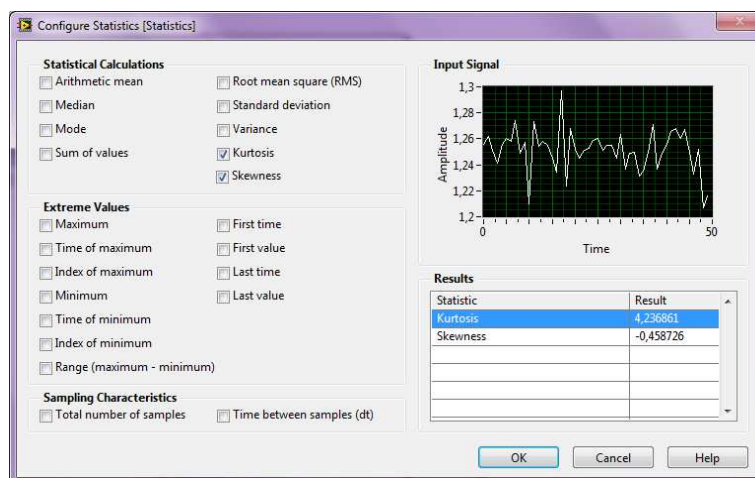 Configure Statistics [Statistics]
Statistical Calculations
Arithmetic mean
Root mean square (RMS)
Median
Standard deviation
Mode
Variance
Sum of values
Kurtosis
Skewness
Extreme Values
Maximum
First time
Time of maximum
First value
Index of maximum
Last time
Minimum
Last value
Time of minimum
Index of minimum
Range (maximum - minimum)
Sampling Characteristics
Total number of samples
Time between samples (dt)
Input Signal
Amplitude
1,3
1,28
1,26
1,24
1,22
1,2
0
50
Time
Results
Statistic Result
Kurtosis 4,236861
Skewness -0,458726
OK
Cancel
Help